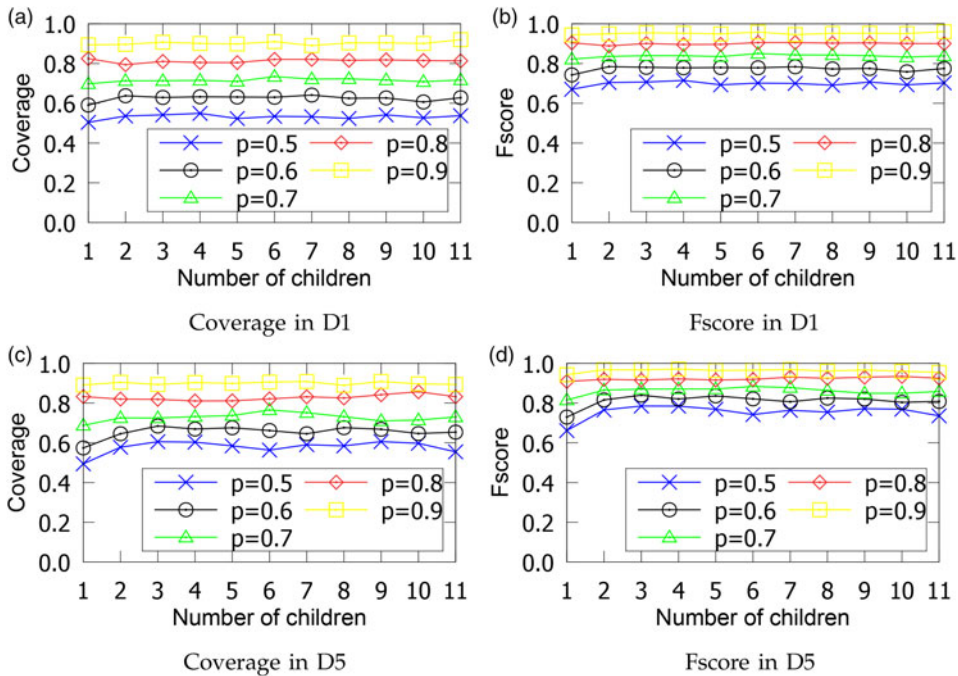 (a)
1.0
0.8
0.6
0.4
0.2
0.0
Coverage
p=0.5
p=0.8
p=0.6
p=0.9
p=0.7
1 2 3 4 5 6 7 8 9 10 11
Number of children
Coverage in D1
(b)
1.0
0.8
0.6
0.4
0.2
0.0
Fscore
p=0.5
p=0.8
p=0.6
p=0.9
p=0.7
1 2 3 4 5 6 7 8 9 10 11
Number of children
Fscore in D1
(c)
1.0
0.8
0.6
0.4
0.2
0.0
Coverage
p=0.5
p=0.8
p=0.6
p=0.9
p=0.7
1 2 3 4 5 6 7 8 9 10 11
Number of children
Coverage in D5
(d)
1.0
0.8
0.6
0.4
0.2
0.0
Fscore
p=0.5
p=0.8
p=0.6
p=0.9
p=0.7
1 2 3 4 5 6 7 8 9 10 11
Number of children
Fscore in D5